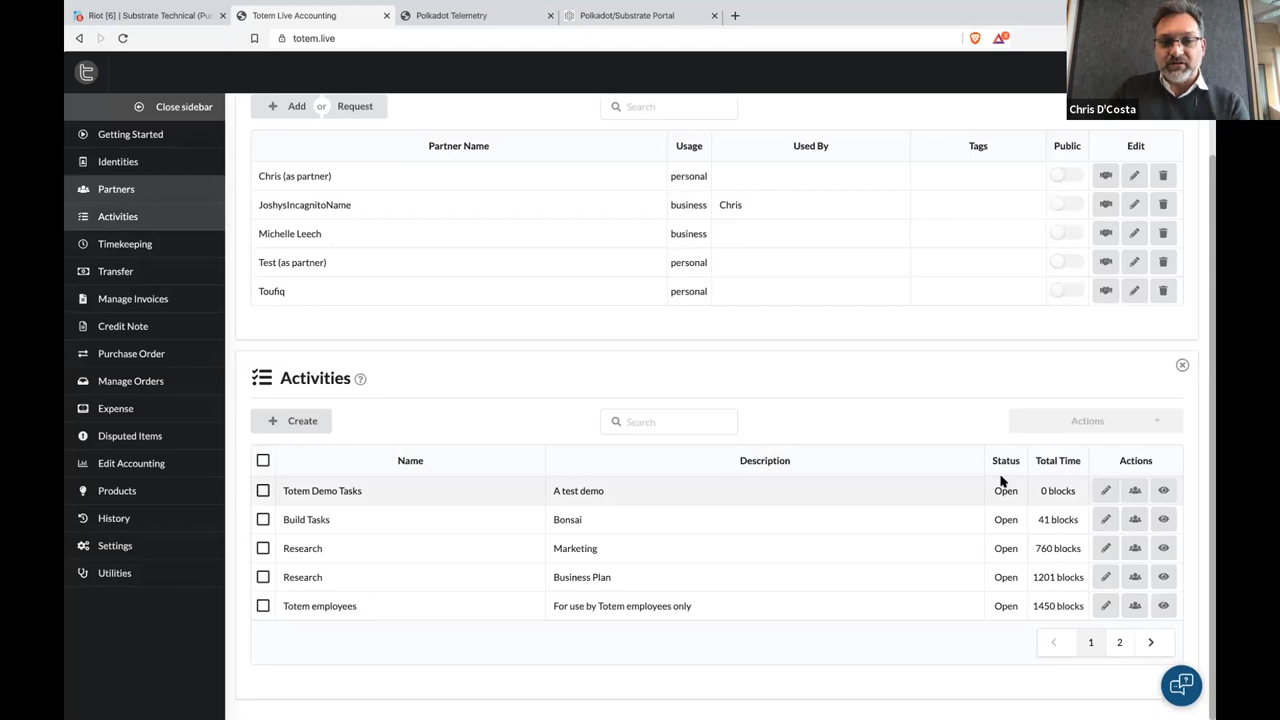 Riot [6] | Substrate Technical (Pu
Totem Live Accounting
Polkadot Telemetry
Polkadot/Substrate Portal
totem.live
Chris D'Costa
Close sidebar
Getting Started
Identities
Partners
Activities
Timekeeping
Transfer
Manage Invoices
Credit Note
Purchase Order
Manage Orders
Expense
Disputed Items
Edit Accounting
Products
History
Settings
Utilities
Add or Request
Search
Partner Name Usage Used By Tags Public Edit
Chris (as partner) personal
JoshysIncagnitoName business Chris
Michelle Leech business
Test (as partner) personal
Toufiq personal
Activities
Create
Search
Actions
Name Description Status Total Time Actions
Totem Demo Tasks A test demo Open 0 blocks
Build Tasks Bonsai Open 41 blocks
Research Marketing Open 760 blocks
Research Business Plan Open 1201 blocks
Totem employees For use by Totem employees only Open 1450 blocks
1 2